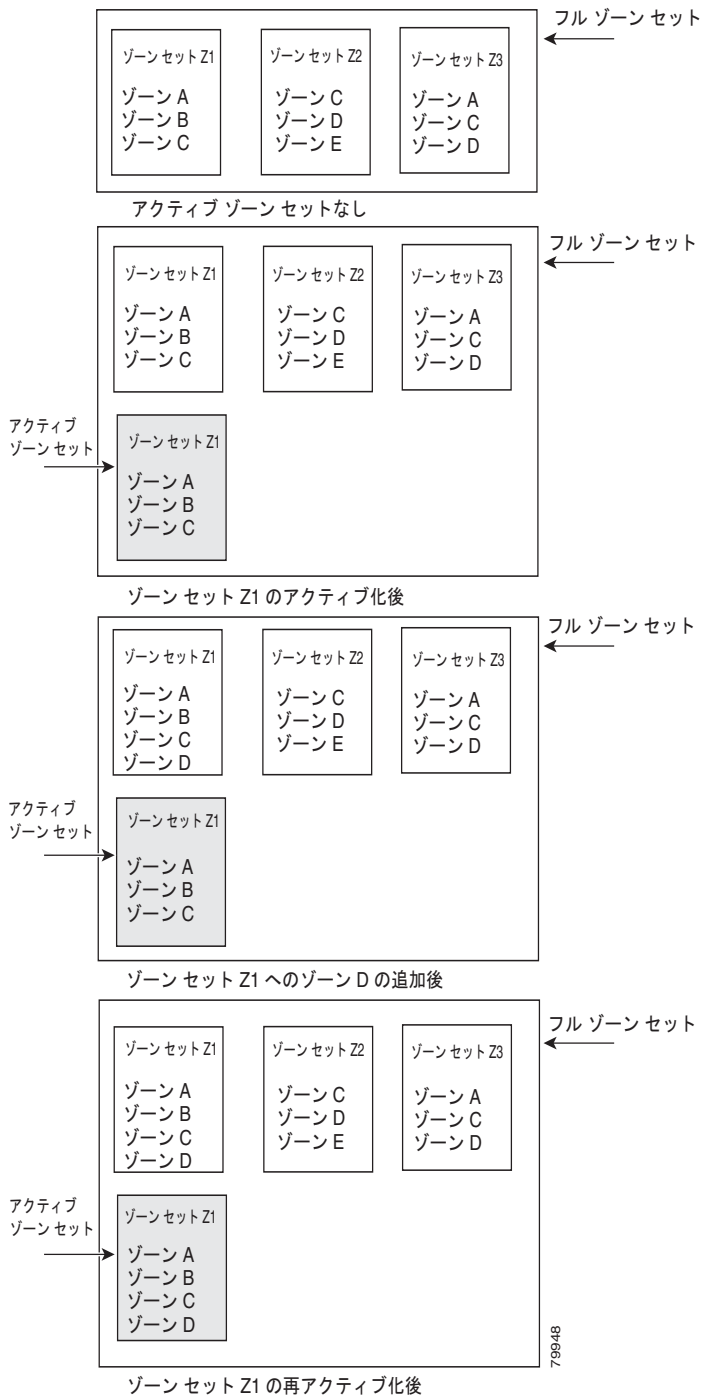 フル ゾーン セット
ゾーン セット Z1
ゾーン A
ゾーン B
ゾーン C
ゾーン セット Z2
ゾーン C
ゾーン D
ゾーン E
ゾーン セット Z3
ゾーン A
ゾーン C
ゾーン D
アクティブ ゾーン セットなし
フル ゾーン セット
ゾーン セット Z1
ゾーン A
ゾーン B
ゾーン C
ゾーン セット Z2
ゾーン C
ゾーン D
ゾーン E
ゾーン セット Z3
ゾーン A
ゾーン C
ゾーン D
アクティブ
ゾーン セット
ゾーン セット Z1
ゾーン A
ゾーン B
ゾーン C
ゾーン セット Z1 のアクティブ化後
フル ゾーン セット
ゾーン セット Z1
ゾーン A
ゾーン B
ゾーン C
ゾーン D
ゾーン セット Z2
ゾーン C
ゾーン D
ゾーン E
ゾーン セット Z3
ゾーン A
ゾーン C
ゾーン D
アクティブ
ゾーン セット
ゾーン セット Z1
ゾーン A
ゾーン B
ゾーン C
ゾーン セット Z1 へのゾーン D の追加後
フル ゾーン セット
ゾーン セット Z1
ゾーン A
ゾーン B
ゾーン C
ゾーン D
ゾーン セット Z2
ゾーン C
ゾーン D
ゾーン E
ゾーン セット Z3
ゾーン A
ゾーン C
ゾーン D
アクティブ
ゾーン セット
ゾーン セット Z1
ゾーン A
ゾーン B
ゾーン C
ゾーン D
79948
ゾーン セット Z1 の再アクティブ化後